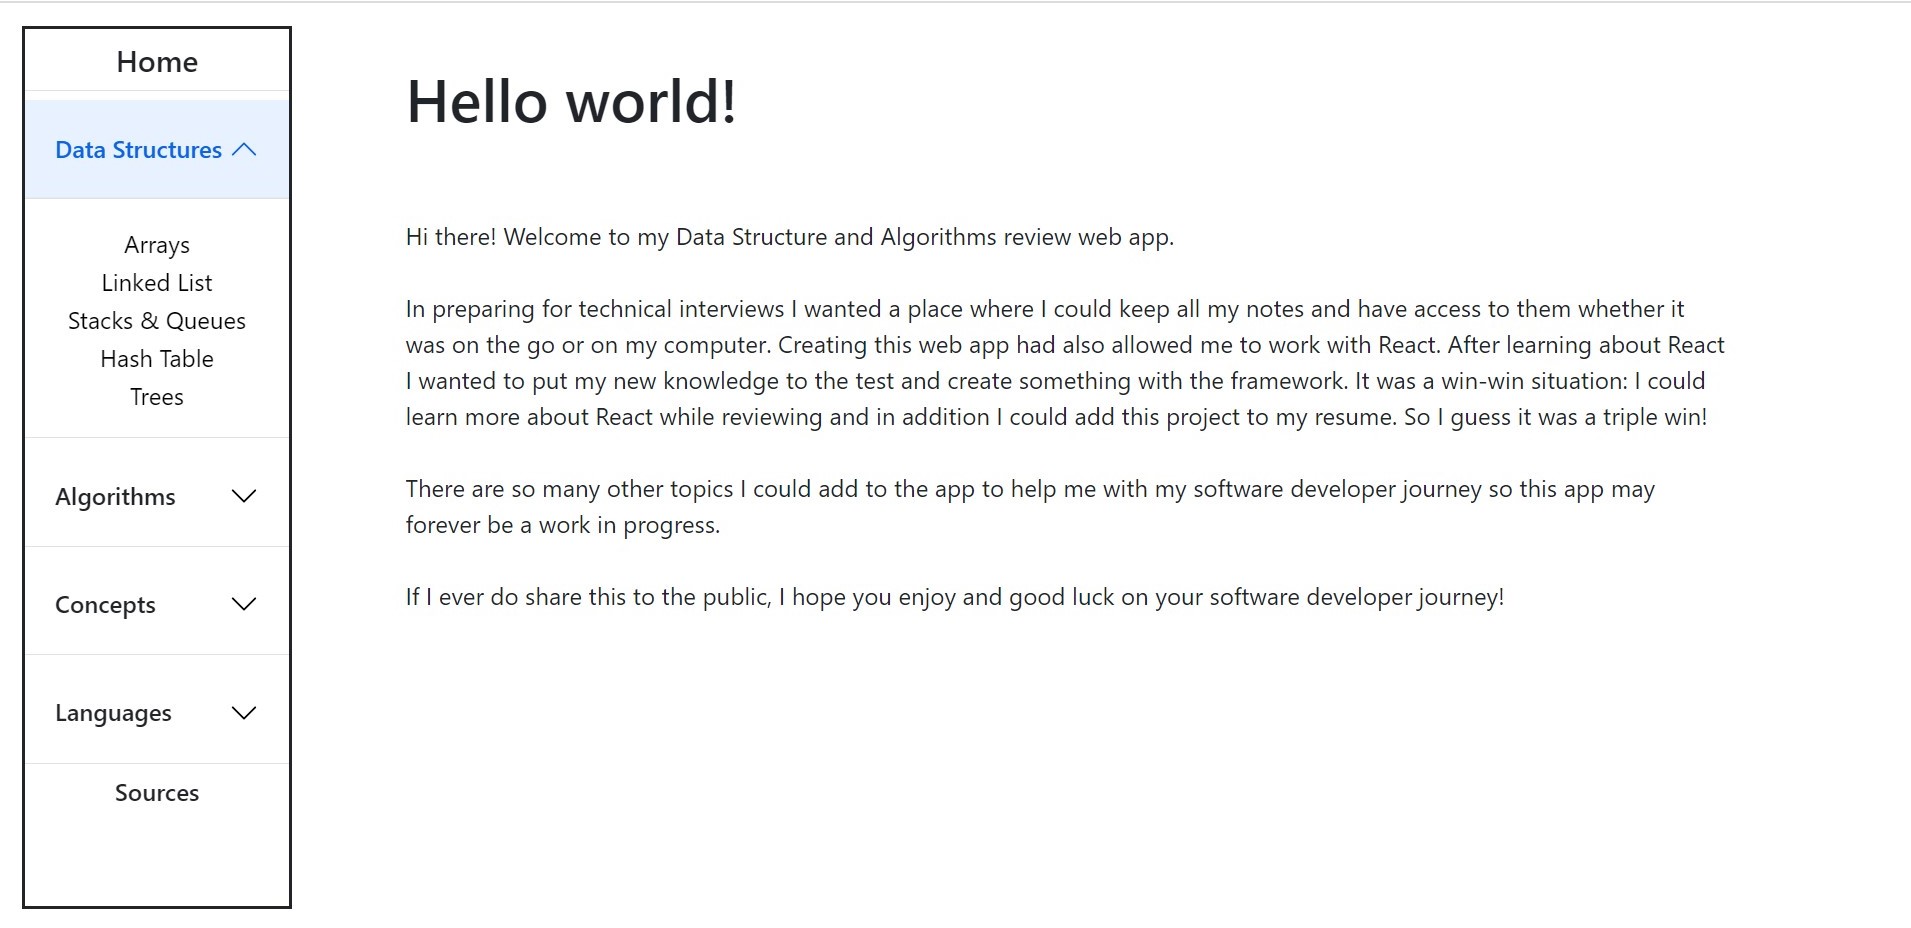 Home
Data Structures
Arrays
Linked List
Stacks & Queues
Hash Table
Trees
Algorithms
Concepts
Languages
Sources
Hello world!
Hi there! Welcome to my Data Structure and Algorithms review web app.
In preparing for technical interviews I wanted a place where I could keep all my notes and have access to them whether it
was on the go or on my computer. Creating this web app had also allowed me to work with React. After learning about React
I wanted to put my new knowledge to the test and create something with the framework. It was a win-win situation: I could
learn more about React while reviewing and in addition I could add this project to my resume. So I guess it was a triple win!
There are so many other topics I could add to the app to help me with my software developer journey so this app may
forever be a work in progress.
If I ever do share this to the public, I hope you enjoy and good luck on your software developer journey!